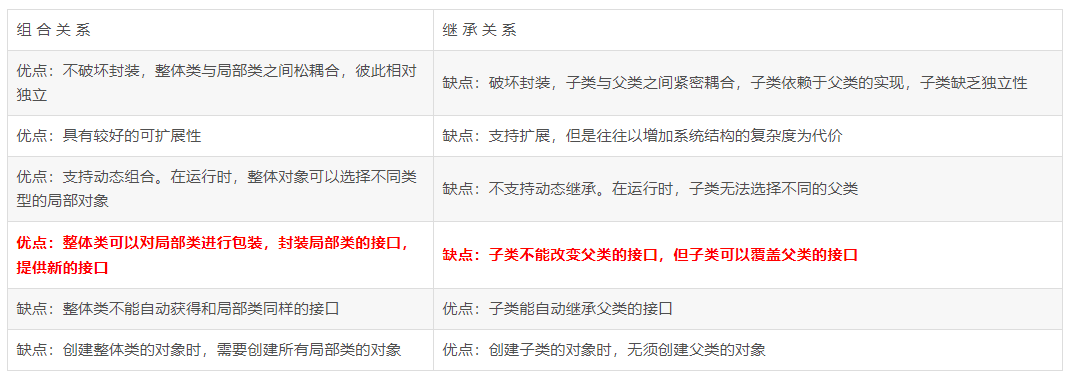 组 合 关 系
继 承 关 系
优点：不破坏封装，整体类与局部类之间松耦合，彼此相对
独立
缺点：破坏封装，子类与父类之间紧密耦合，子类依赖于父类的实现，子类缺乏独立性
优点：具有较好的可扩展性
缺点：支持扩展，但是往往以增加系统结构的复杂度为代价
优点：支持动态组合。在运行时，整体对象可以选择不同类
型的局部对象
缺点：不支持动态继承。在运行时，子类无法选择不同的父类
优点：整体类可以对局部类进行包装，封装局部类的接口，
提供新的接口
缺点：子类不能改变父类的接口，但子类可以覆盖父类的接口
缺点：整体类不能自动获得和局部类同样的接口
优点：子类能自动继承父类的接口
缺点：创建整体类的对象时，需要创建所有局部类的对象
优点：创建子类的对象时，无须创建父类的对象